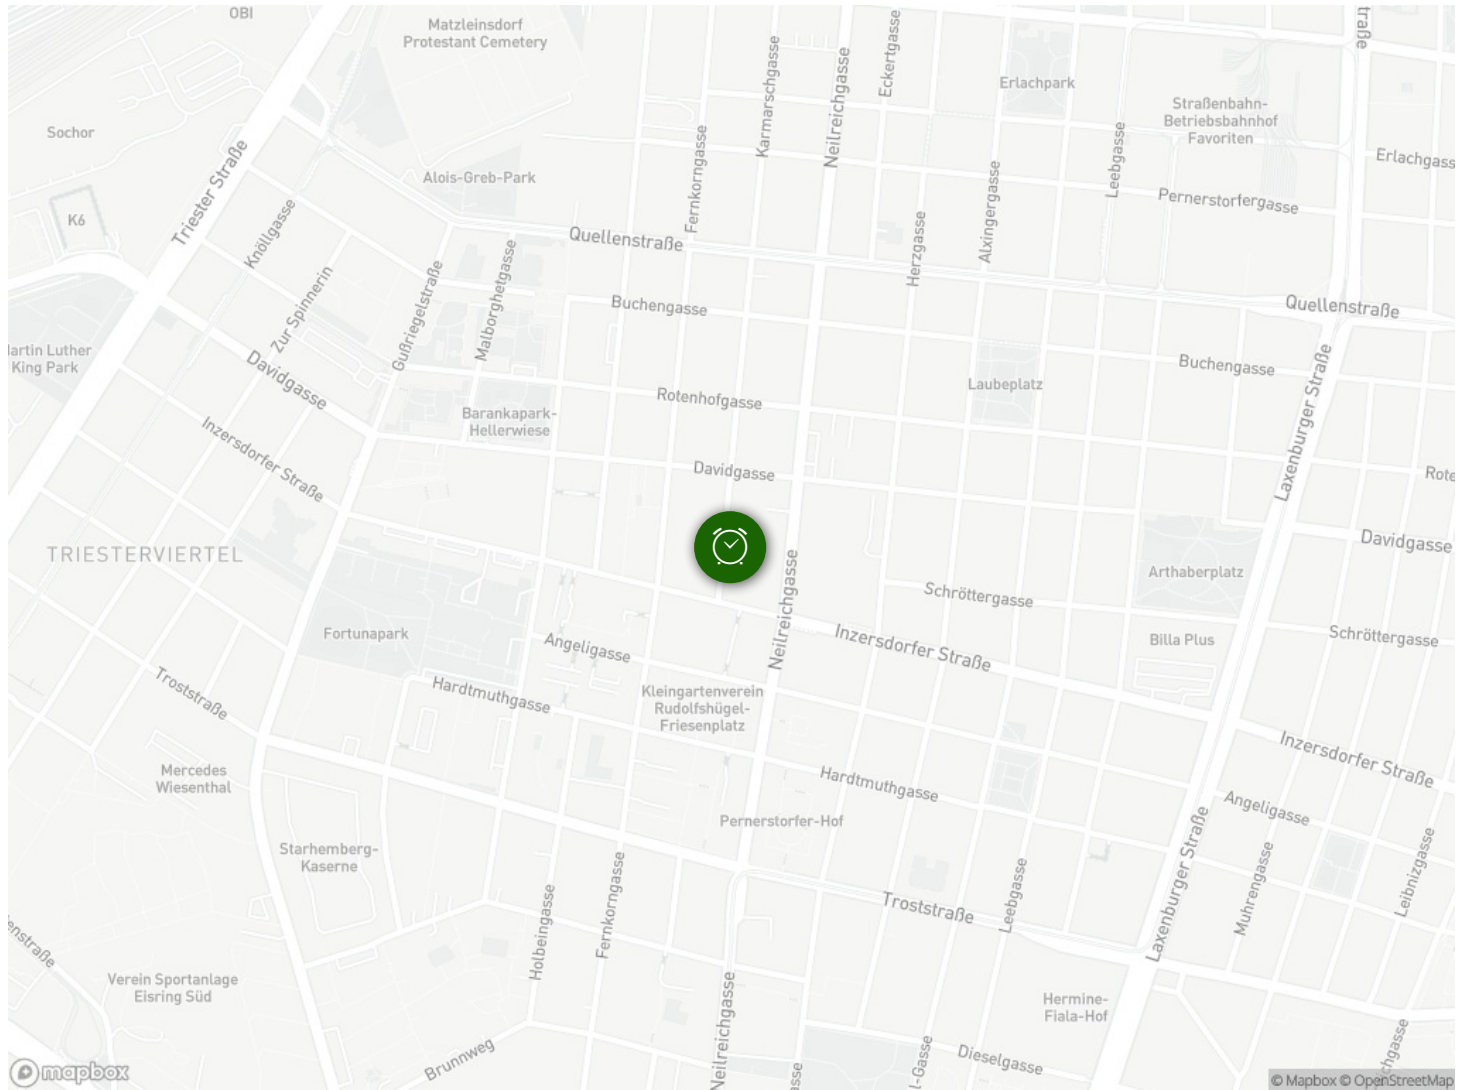 OBI
Matzleinsdorf
Protestant Cemetery
Karmarschgasse
Neilreichgasse
Eckertgasse
Erlachpark
traße
Straßenbahn-
Betriebsbahnhof
Favoriten
Sochor
Triester Straße
Alois-Greb-Park
Fernkorngasse
Leebgasse
Erlachgass
Pernerstorfergasse
K6
Knöllgasse
Quellenstraße
Herzgasse
Alxingergasse
Zur Spinnerin
Gußriegelstraße
Malborghetgasse
Buchengasse
Quellenstraße
artin Luther
King Park
Davidgasse
Rotenhofgasse
Laubeplatz
Buchengasse
Laxenburger Straße
Inzersdorfer Straße
Barankapark-
Hellerwiese
Davidgasse
Rote
TRIESTERVIERTEL
Davidgasse
Arthaberplatz
Schröttergasse
Neilreichgasse
Fortunapark
Angeligasse
Inzersdorfer Straße
Billa Plus
Schröttergasse
Troststraße
Hardtmuthgasse
Kleingartenverein
Rudolfshügel-
Friesenplatz
Mercedes
Wiesenthal
Hardtmuthgasse
Inzersdorfer Straße
Angeligasse
Pernerstorfer-Hof
Starhemberg-
Kaserne
Holbeingasse
Fernkorngasse
Troststraße
Leebgasse
Laxenburger Straße
Muhrengasse
Leibnizgasse
enstraße
Verein Sportanlage
Eisring Süd
Neilreichgasse
Hermine-
Fiala-Hof
Brunnweg
asse
l-Gasse
Dieselgasse
chgasse
mapbox
© Mapbox © OpenStreetMap